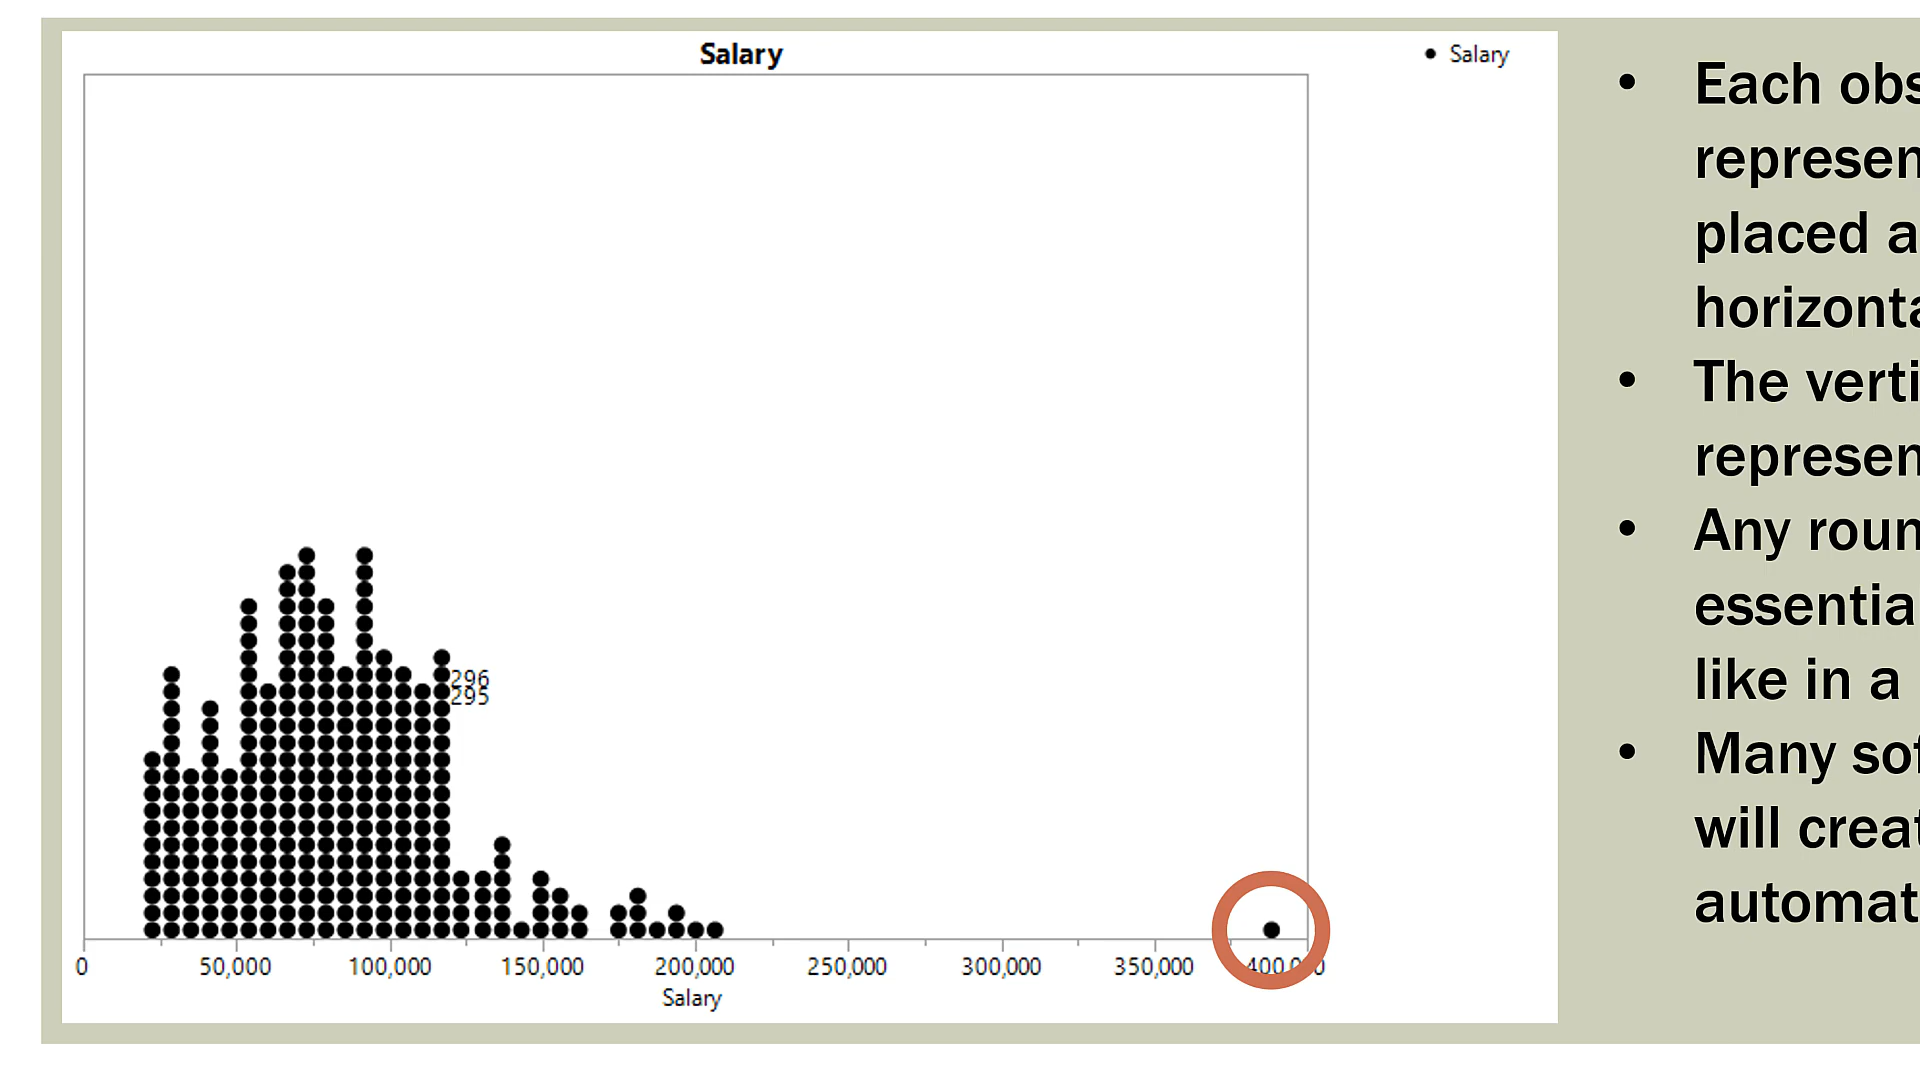 Salary
• Salary
296
295
0 50,000 100,000 150,000 200,000 250,000 300,000 350,000 400,000
Salary
• Each obs
represen
placed a
horizonta
• The verti
represen
• Any roun
essentia
like in a
• Many sof
will creat
automat